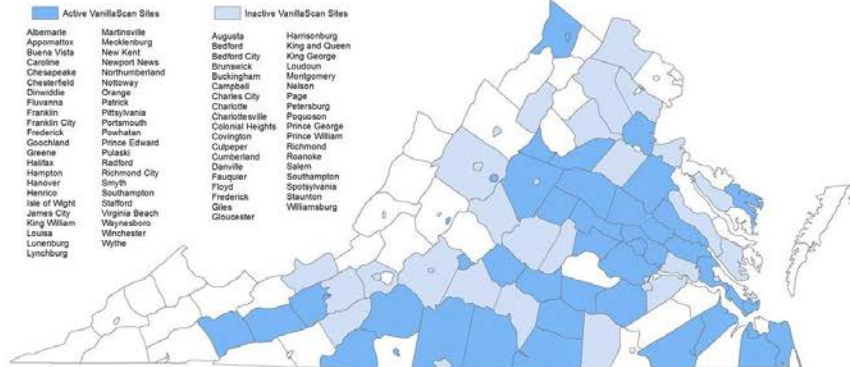 Active VanillaScan Sites
Albemarle
Appomattox
Buena Vista
Caroline
Chesapeake
Chesterfield
Dinwiddie
Fluvanna
Franklin
Franklin City
Frederick
Goochland
Greene
Halifax
Hampton
Hanover
Henrico
Isle of Wight
James City
King William
Louisa
Lunenburg
Lynchburg
Martinsville
Mecklenburg
New Kent
Newport News
Northumberland
Nottoway
Orange
Patrick
Pittsylvania
Portsmouth
Powhatan
Prince Edward
Pulaski
Radford
Richmond City
Smyth
Southampton
Stafford
Virginia Beach
Waynesboro
Winchester
Wythe
Inactive VanillaScan Sites
Augusta
Bedford
Bedford City
Brunswick
Buckingham
Campbell
Charles City
Charlotte
Charlottesville
Colonial Heights
Covington
Culpeper
Cumberland
Danville
Fauquier
Floyd
Frederick
Giles
Gloucester
Harrisonburg
King and Queen
King George
Loudoun
Montgomery
Nelson
Page
Petersburg
Poquoson
Prince George
Prince William
Richmond
Roanoke
Salem
Southampton
Spotsylvania
Staunton
Williamsburg